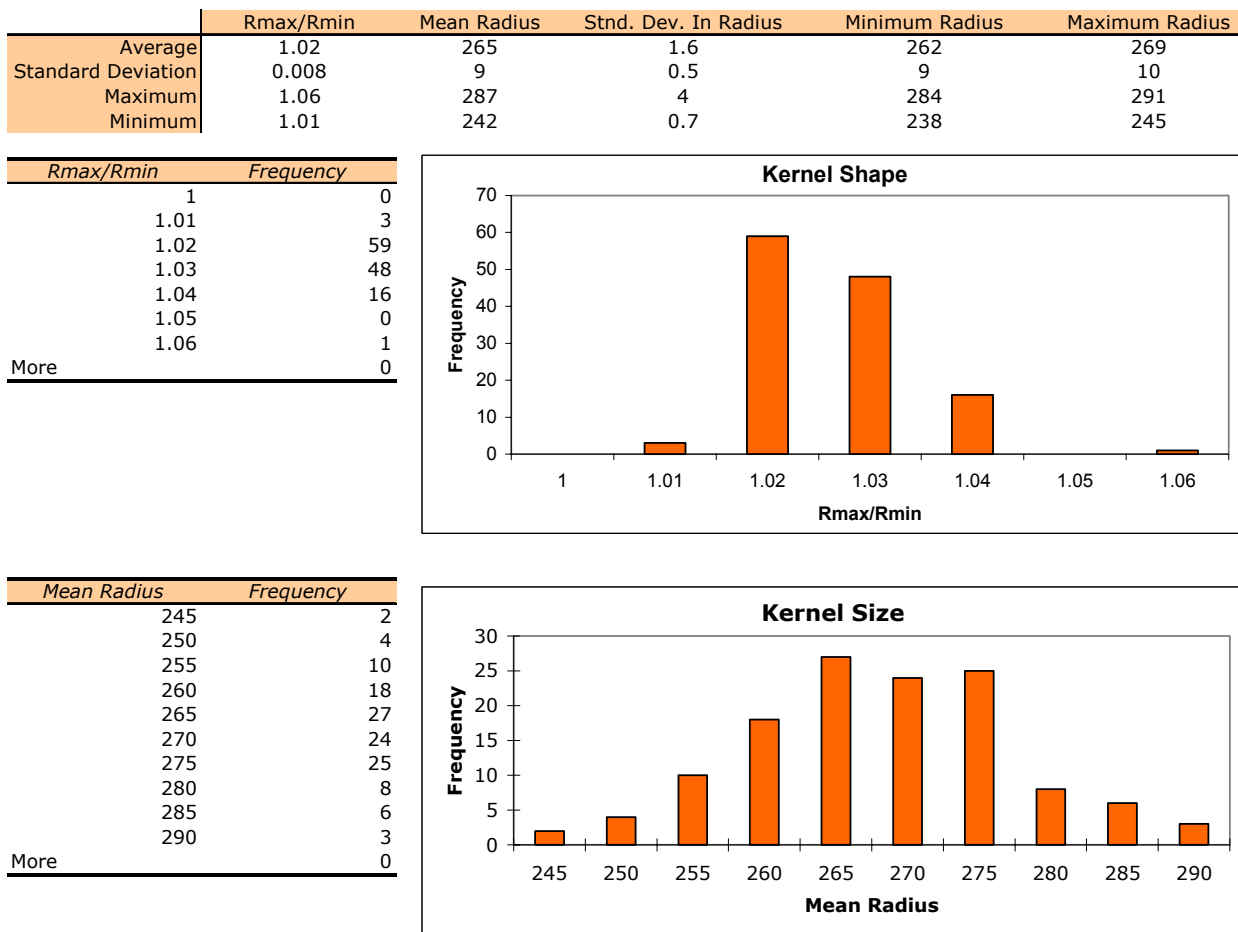 Rmax/Rmin Mean Radius Stnd. Dev. In Radius Minimum Radius Maximum Radius
Average 1.02 265 1.6 262 269
Standard Deviation 0.008 9 0.5 9 10
Maximum 1.06 287 4 284 291
Minimum 1.01 242 0.7 238 245
Rmax/Rmin Frequency
1 0
1.01 3
1.02 59
1.03 48
1.04 16
1.05 0
1.06 1
More 0
Kernel Shape
70
60
50
40
30
20
10
0
Frequency
1 1.01 1.02 1.03 1.04 1.05 1.06
Rmax/Rmin
Mean Radius Frequency
245 2
250 4
255 10
260 18
265 27
270 24
275 25
280 8
285 6
290 3
More 0
Kernel Size
30
25
20
15
10
5
0
Frequency
245 250 255 260 265 270 275 280 285 290
Mean Radius